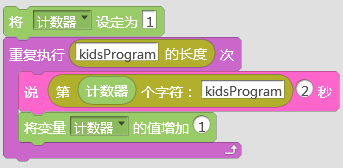 将 计数器 设定为 1
重复执行 kidsProgram 的长度 次
说 第 计数器 个字符： kidsProgram 2 秒
将变量 计数器 的值增加 1